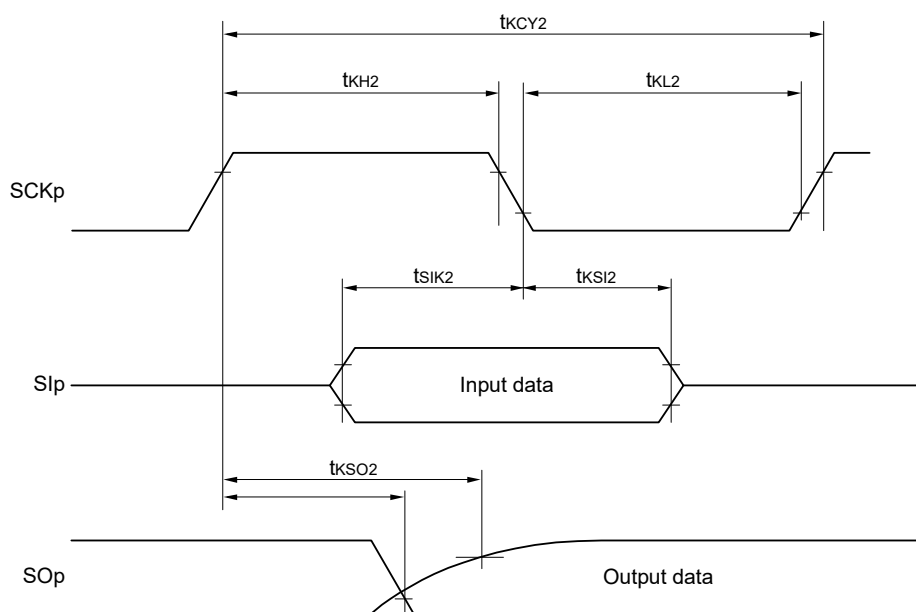 tKCY2
tKH2
tKL2
SCKp
tSIK2
tKSI2
SIp
Input data
tKSO2
SOp
Output data